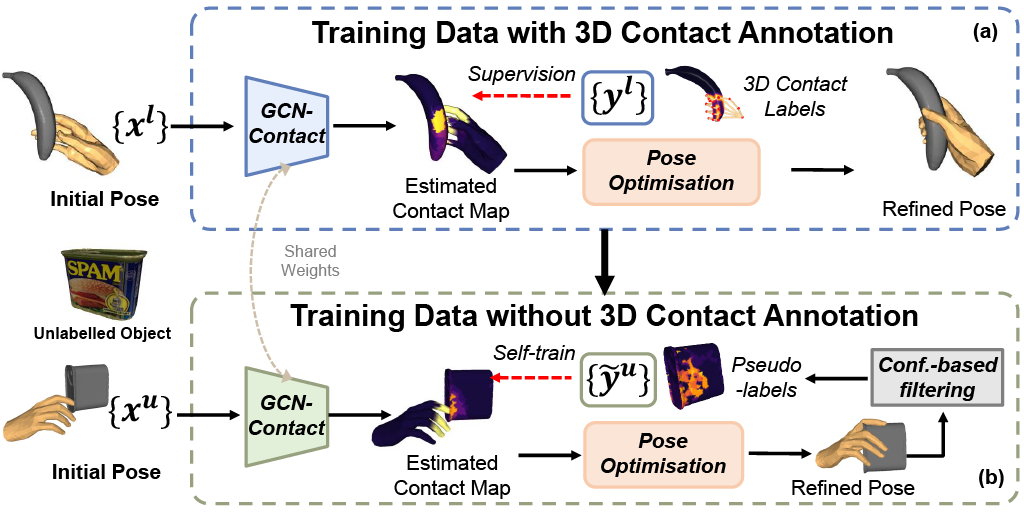 Training Data with 3D Contact Annotation
(a)
{x^l}
Initial Pose
GCN-
Contact
Estimated
Contact Map
Supervision
{y^l}
3D Contact
Labels
Pose
Optimisation
Refined Pose
Shared
Weights
SPAM
Unlabelled Object
Training Data without 3D Contact Annotation
{x^u}
Initial Pose
GCN-
Contact
Estimated
Contact Map
Self-train
{ỹ^u}
Pseudo
-labels
Conf.-based
filtering
Pose
Optimisation
Refined Pose
(b)